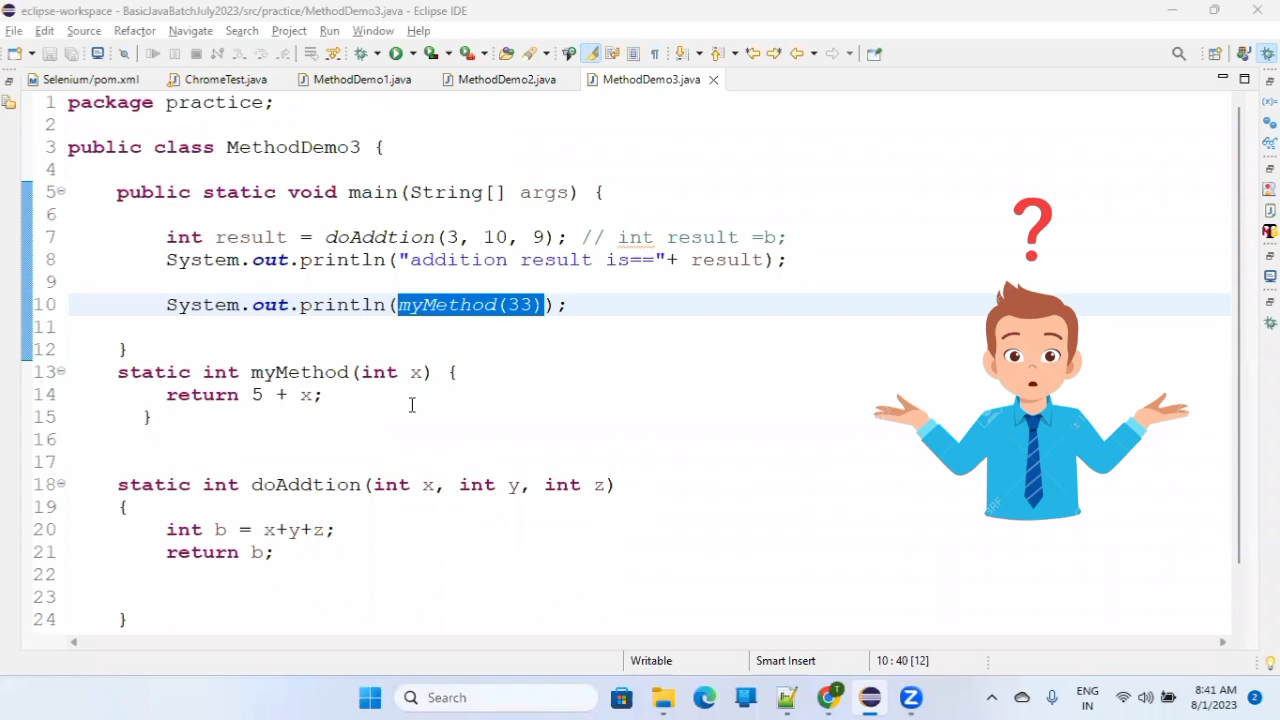 eclipse-workspace - BasicJavaBatchJuly2023/src/practice/MethodDemo3.java - Eclipse IDE
File Edit Source Refactor Navigate Search Project Run Window Help
Selenium/pom.xml ChromeTest.java MethodDemo1.java MethodDemo2.java MethodDemo3.java
1 package practice;
2
3 public class MethodDemo3 {
4
5 public static void main(String[] args) {
6
7 int result = doAddtion(3, 10, 9); // int result =b;
8 System.out.println("addition result is=="+ result);
9
10 System.out.println(myMethod(33));
11
12 }
13 static int myMethod(int x) {
14 return 5 + x;
15 }
16
17
18 static int doAddtion(int x, int y, int z)
19 {
20 int b = x+y+z;
21 return b;
22
23
24 }
?
Writable Smart Insert 10 : 40 [12]
Search ENG IN 8:41 AM 8/1/2023 2